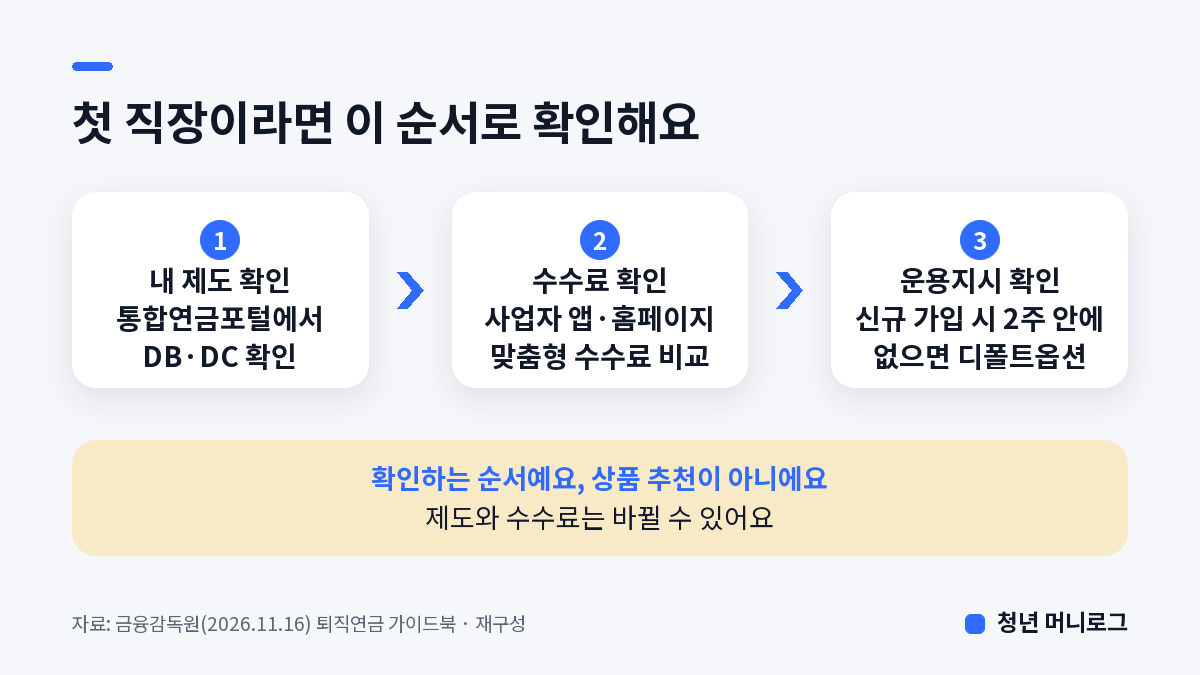 첫 직장이라면 이 순서로 확인해요
1
내 제도 확인
통합연금포털에서
DB·DC 확인
2
수수료 확인
사업자 앱·홈페이지
맞춤형 수수료 비교
3
운용지시 확인
신규 가입 시 2주 안에
없으면 디폴트옵션
확인하는 순서예요, 상품 추천이 아니에요
제도와 수수료는 바뀔 수 있어요
자료: 금융감독원(2026.11.16) 퇴직연금 가이드북 · 재구성
청년 머니로그